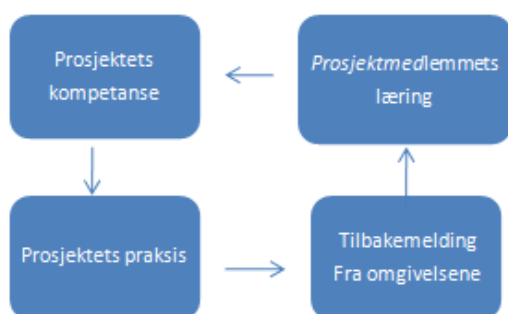 Prosjektets
kompetanse
Prosjektmedlemmets
læring
Prosjektets praksis
Tilbakemelding
Fra omgivelsene